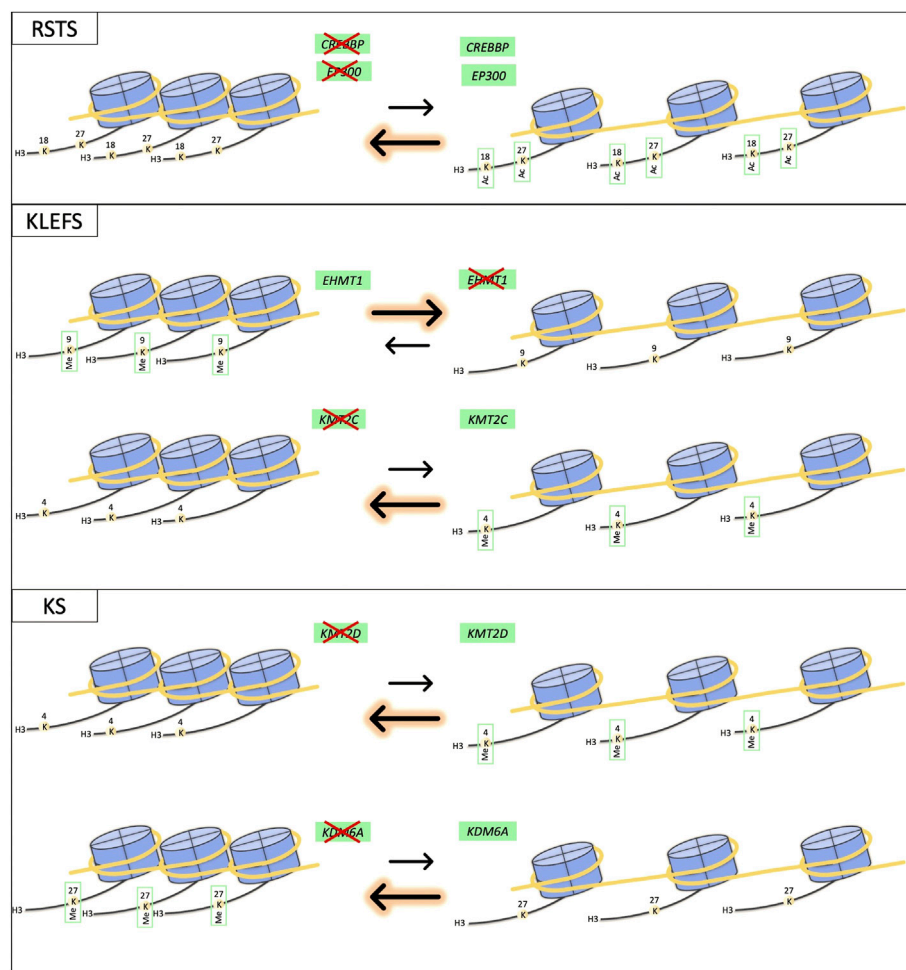 RSTS
CREBBP
CREBBP
EP300
EP300
18 27 18 27 18 27
H3 K K H3 K K H3 K K
18 27 18 27 18 27
H3 K K H3 K K H3 K K
Ac Ac Ac Ac Ac Ac
KLEFS
EHMT1
EHMT1
9 9 9
H3 K H3 K H3 K
Me Me Me
9 9 9
H3 K H3 K H3 K
KMT2C
KMT2C
4 4 4
H3 K H3 K H3 K
4 4 4
H3 K H3 K H3 K
Me Me Me
KS
KMT2D
KMT2D
4 4 4
H3 K H3 K H3 K
4 4 4
H3 K H3 K H3 K
Me Me Me
KDM6A
KDM6A
27 27 27
H3 K H3 K H3 K
Me Me Me
27 27 27
H3 K H3 K H3 K